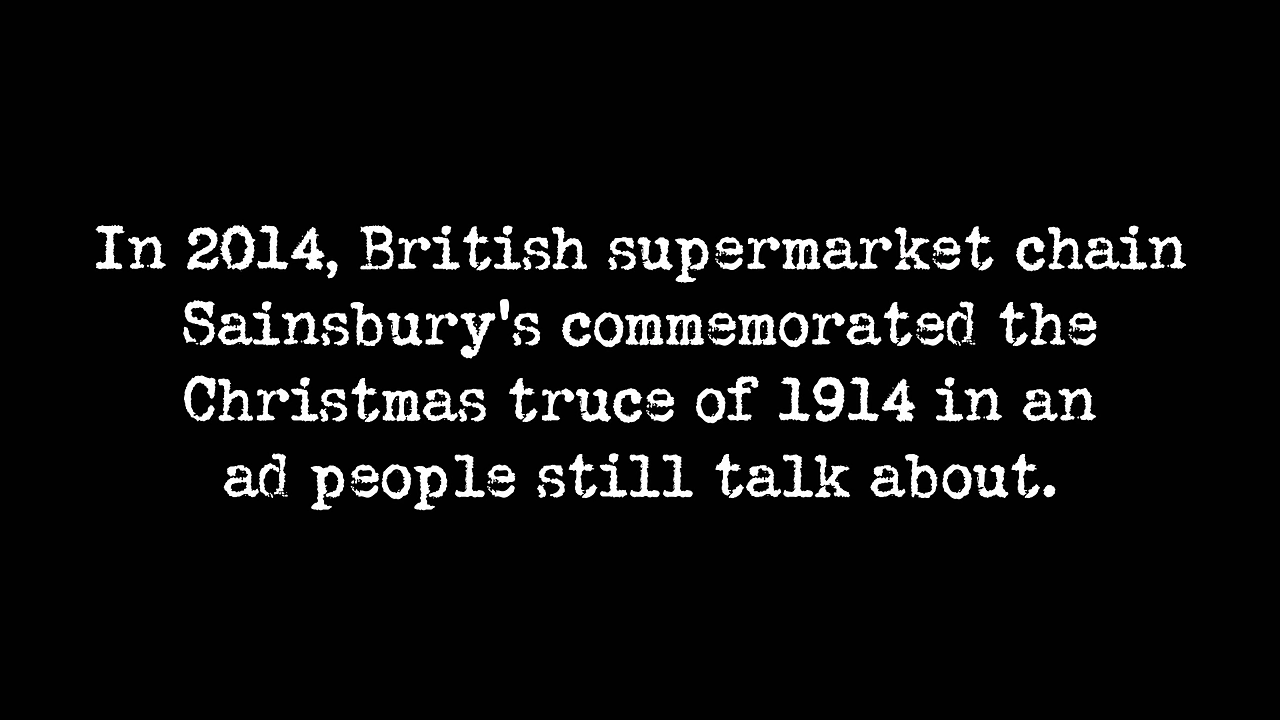 In 2014, British supermarket chain
Sainsbury's commemorated the
Christmas truce of 1914 in an
ad people still talk about.